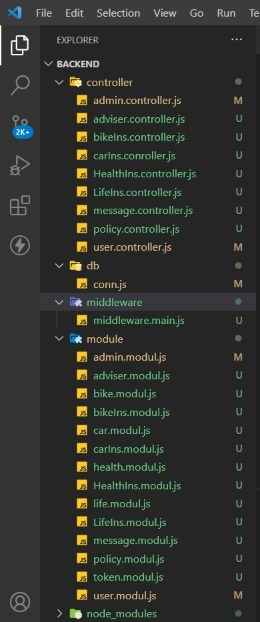 File Edit Selection View Go Run Te
EXPLORER ...
BACKEND
controller
admin.controller.js M
adviser.controller.js U
bikeIns.controller.js U
carIns.conroller.js U
HealthIns.controller.js U
LifeIns.controller.js U
message.controller.js U
policy.controller.js U
user.controller.js M
db
conn.js M
middleware
middleware.main.js U
module
admin.modul.js M
adviser.modul.js U
bike.modul.js U
bikeIns.modul.js U
car.modul.js U
carIns.modul.js U
health.modul.js U
HealthIns.modul.js U
life.modul.js U
LifeIns.modul.js U
message.modul.js U
policy.modul.js U
token.modul.js U
user.modul.js M
node_modules
2K+